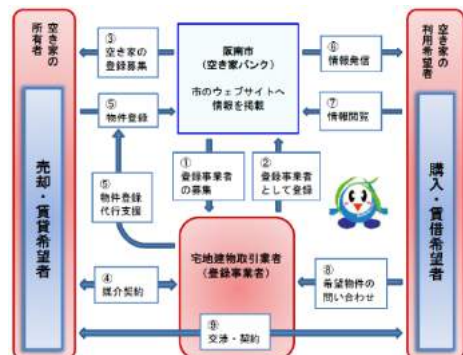 空き家の
所有者
売却・賃貸希望者
③
空き家の
登録募集
⑤
物件登録
⑤
物件登録
代行支援
④
媒介契約
阪南市
(空き家バンク)
市のウェブサイトへ
情報を掲載
①
登録事業者
の募集
②
登録事業者
として登録
宅地建物取引業者
(登録事業者)
⑨
交渉・契約
⑥
情報発信
⑦
情報閲覧
⑧
希望物件の
問い合わせ
空き家の
利用希望者
購入・賃借希望者